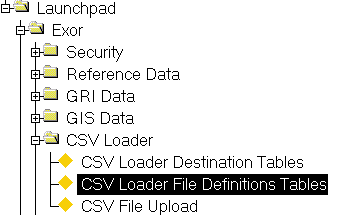 Launchpad
Exor
Security
Reference Data
GRI Data
GIS Data
CSV Loader
CSV Loader Destination Tables
CSV Loader File Definitions Tables
CSV File Upload